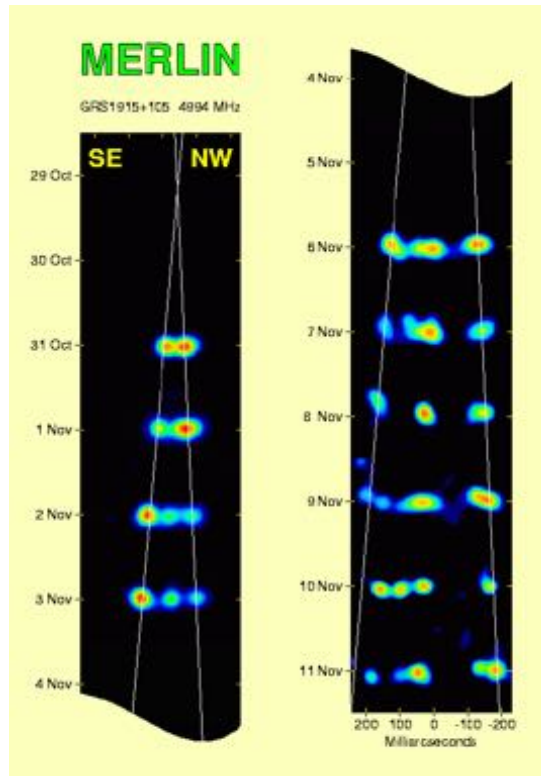 MERLIN
GRS1915+105 4994 MHz
SE NW
29 Oct
30 Oct
31 Oct
1 Nov
2 Nov
3 Nov
4 Nov
4 Nov
5 Nov
6 Nov
7 Nov
8 Nov
9 Nov
10 Nov
11 Nov
200 100 0 -100 -200
Milliarcseconds